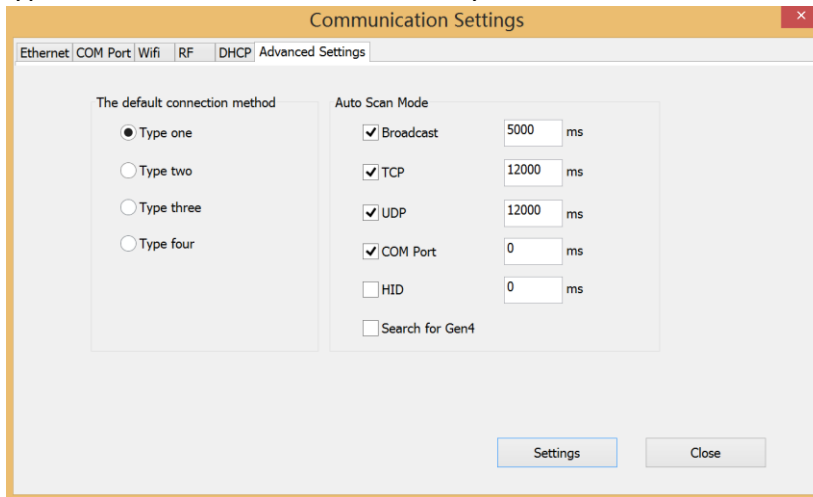 Communication Settings
×
Ethernet COM Port Wifi RF DHCP Advanced Settings
The default connection method
Type one
Type two
Type three
Type four
Auto Scan Mode
Broadcast 5000 ms
TCP 12000 ms
UDP 12000 ms
COM Port 0 ms
HID 0 ms
Search for Gen4
Settings Close